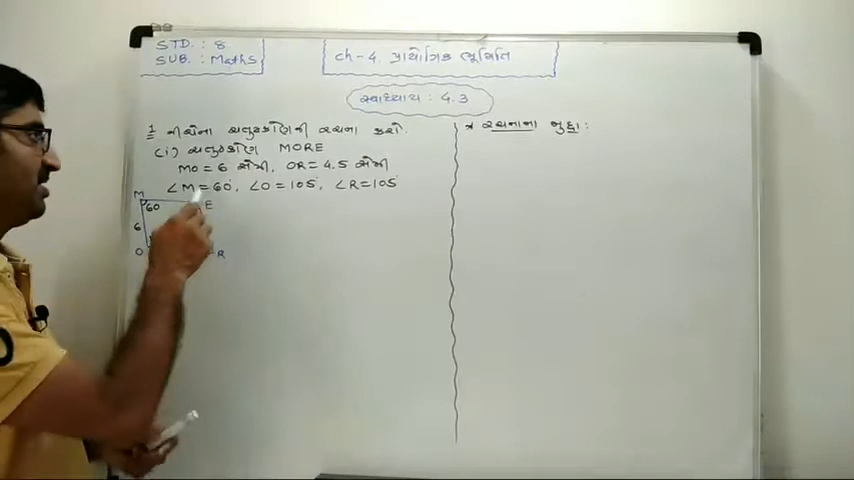 STD. : 8
SUB. : Maths
Ch-4. પ્રાયોગિક ભૂમિતિ
સ્વાધ્યાય : 4.3
1 નીચેના ચતુષ્કોણની રચના કરો.
(i) ચતુષ્કોણ MORE
MO = 6 સેમી, OR = 4.5 સેમી
∠M = 60°, ∠O = 105°, ∠R = 105°
M
60
E
6
O
R
* રચનાના મુદ્દા :